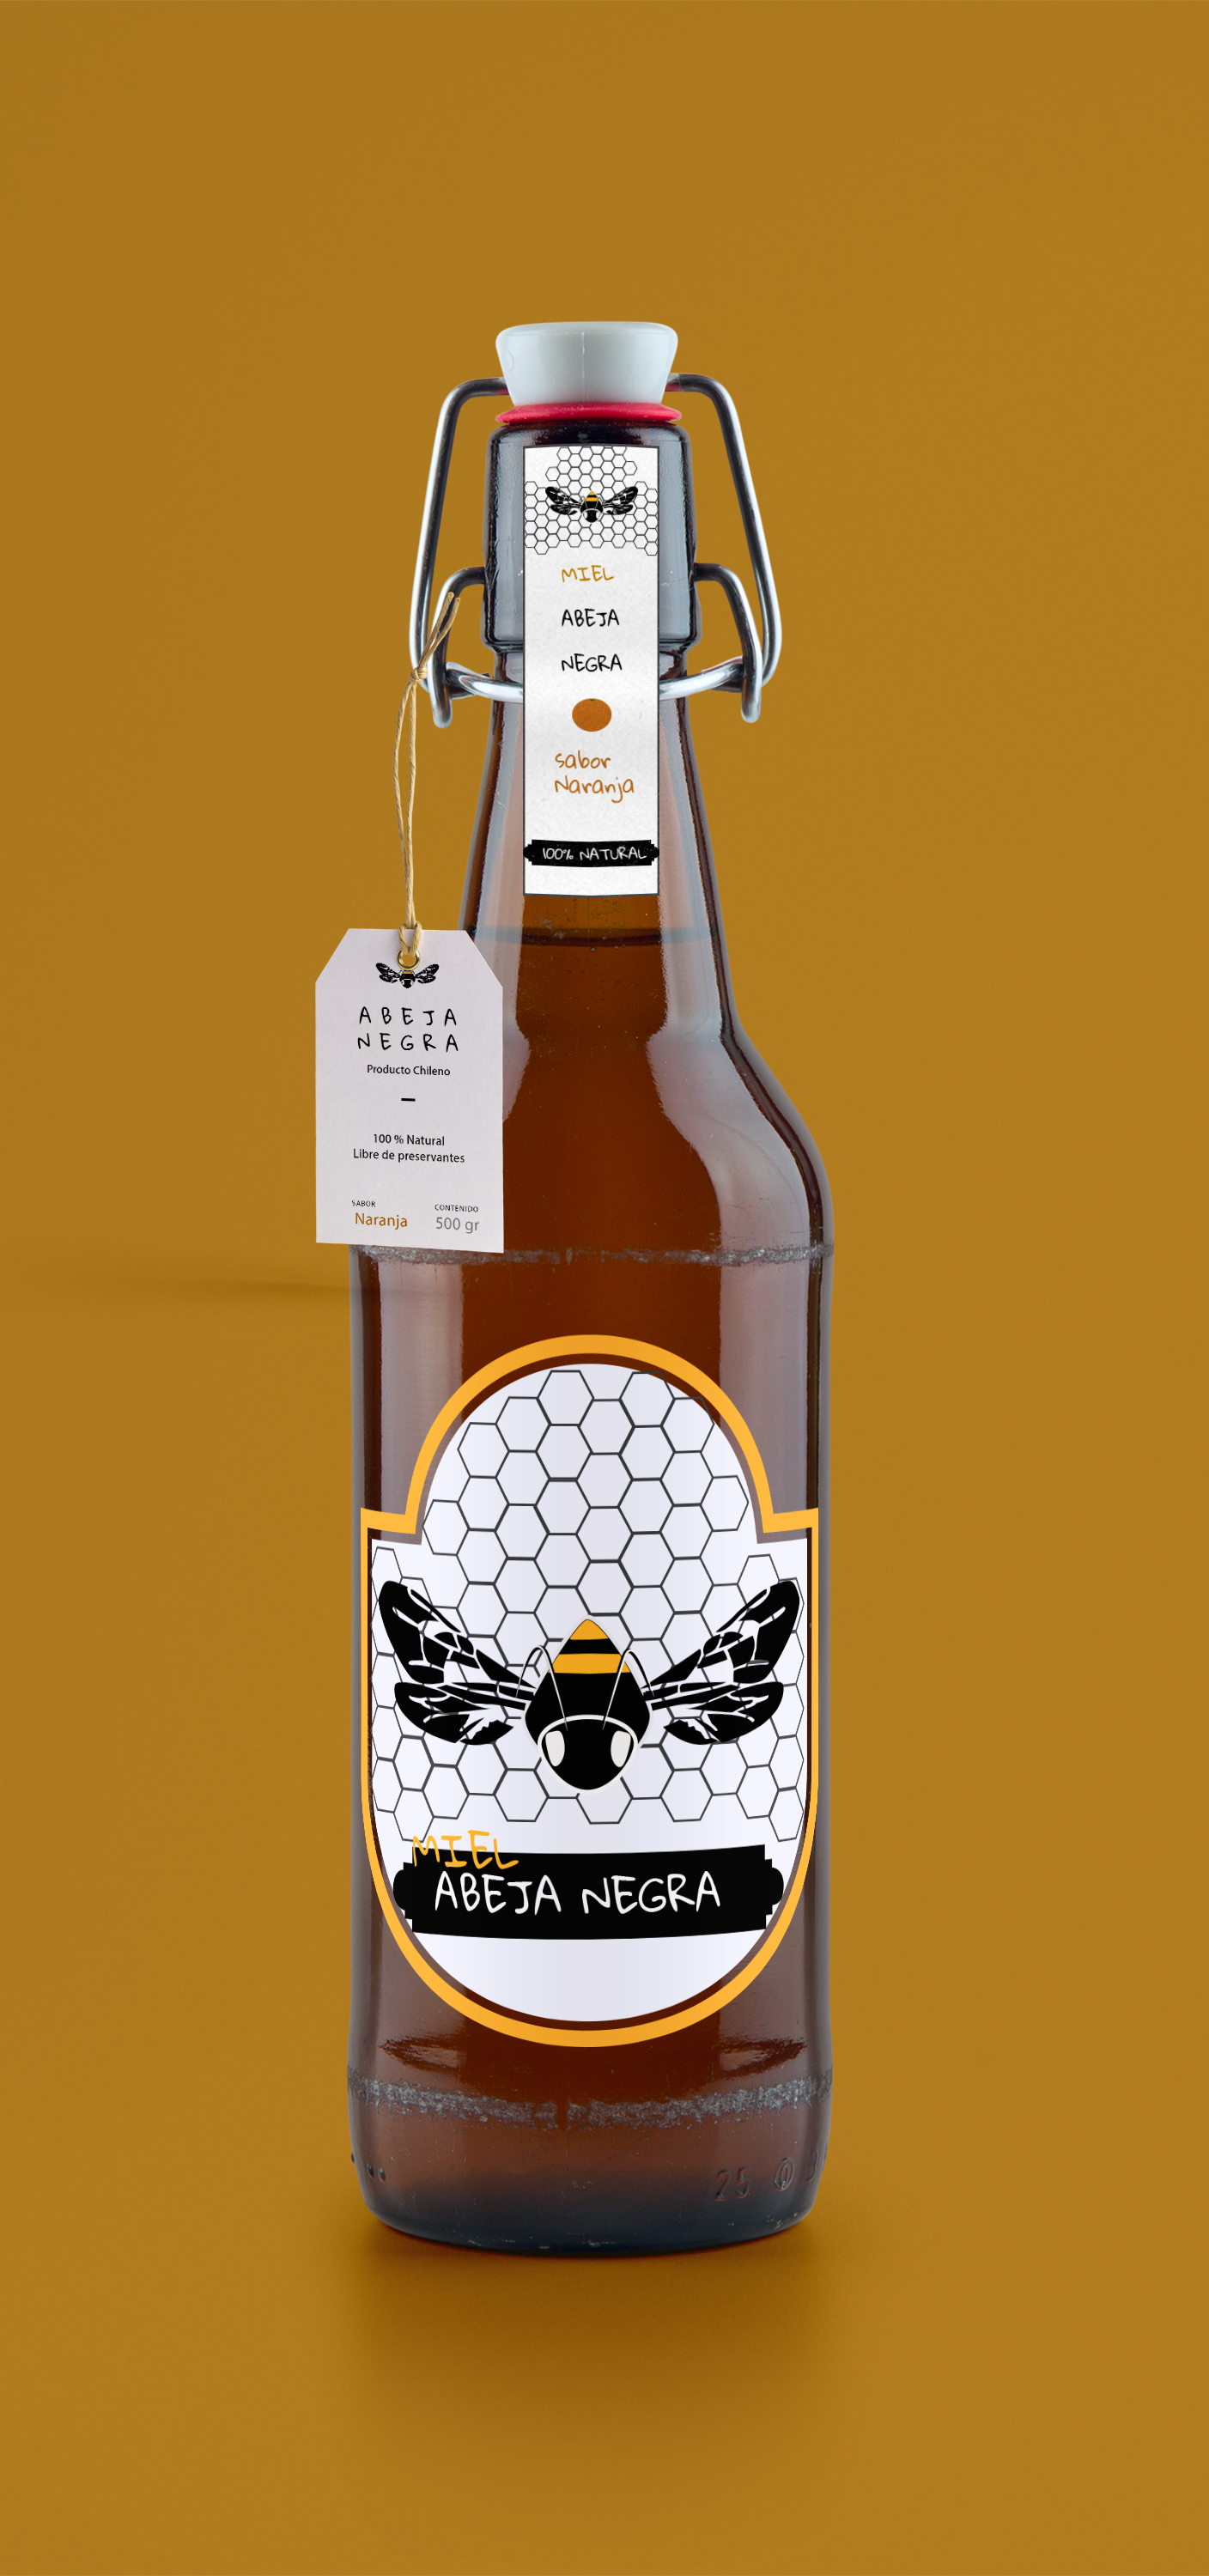 MIEL
ABEJA
NEGRA
sabor
Naranja
100% NATURAL
ABEJA
NEGRA
Producto Chileno
100 % Natural
Libre de preservantes
SABOR
Naranja
CONTENIDO
500 gr
MIEL
ABEJA NEGRA